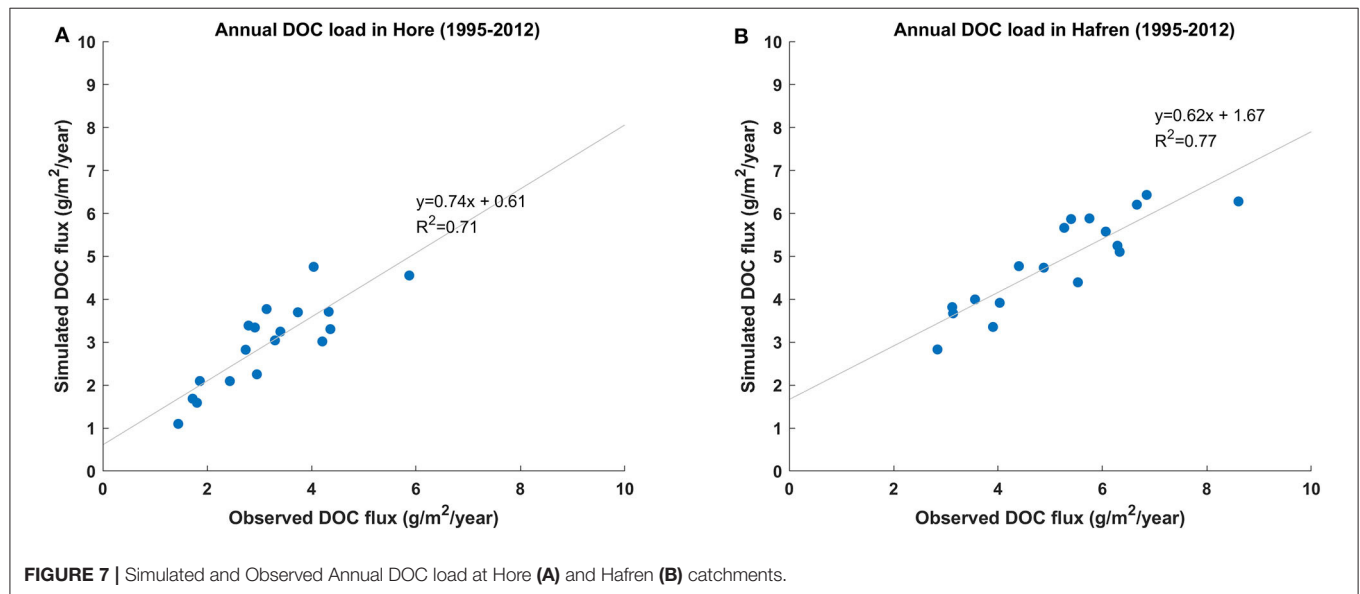 A
Annual DOC load in Hore (1995-2012)
10
9
8
7
6
5
4
3
2
1
0
Simulated DOC flux (g/m²/year)
y=0.74x + 0.61
R²=0.71
0 2 4 6 8 10
Observed DOC flux (g/m²/year)
B
Annual DOC load in Hafren (1995-2012)
10
9
8
7
6
5
4
3
2
1
0
Simulated DOC flux (g/m²/year)
y=0.62x + 1.67
R²=0.77
0 2 4 6 8 10
Observed DOC flux (g/m²/year)
FIGURE 7 | Simulated and Observed Annual DOC load at Hore (A) and Hafren (B) catchments.